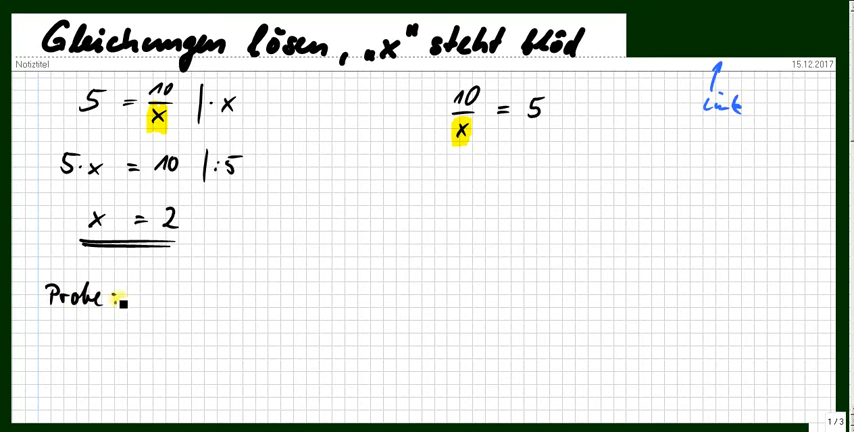 Gleichungen lösen, „x" steht blöd
Notiztitel
15.12.2017
Link
5 = 10/x | · x
5 · x = 10 | : 5
x = 2
Probe :
10/x = 5
1 / 3